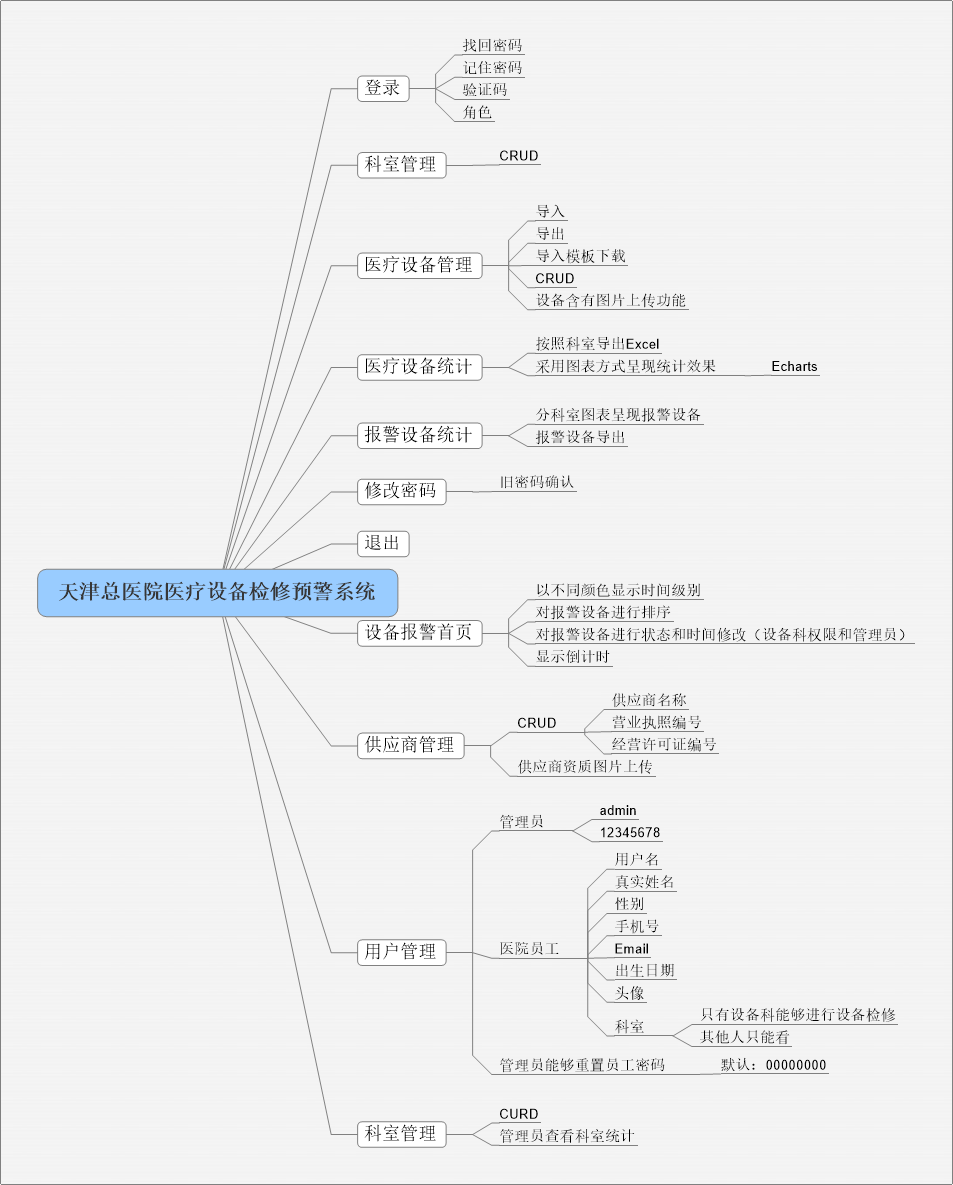 找回密码
记住密码
登录
验证码
角色
科室管理
CRUD
导入
导出
医疗设备管理
导入模板下载
CRUD
设备含有图片上传功能
按照科室导出Excel
医疗设备统计
采用图表方式呈现统计效果
Echarts
分科室图表呈现报警设备
报警设备统计
报警设备导出
修改密码
旧密码确认
退出
天津总医院医疗设备检修预警系统
以不同颜色显示时间级别
对报警设备进行排序
设备报警首页
对报警设备进行状态和时间修改（设备科权限和管理员）
显示倒计时
供应商名称
CRUD
营业执照编号
供应商管理
经营许可证编号
供应商资质图片上传
admin
管理员
12345678
用户名
真实姓名
性别
手机号
用户管理
医院员工
Email
出生日期
头像
只有设备科能够进行设备检修
科室
其他人只能看
管理员能够重置员工密码
默认：00000000
CURD
科室管理
管理员查看科室统计